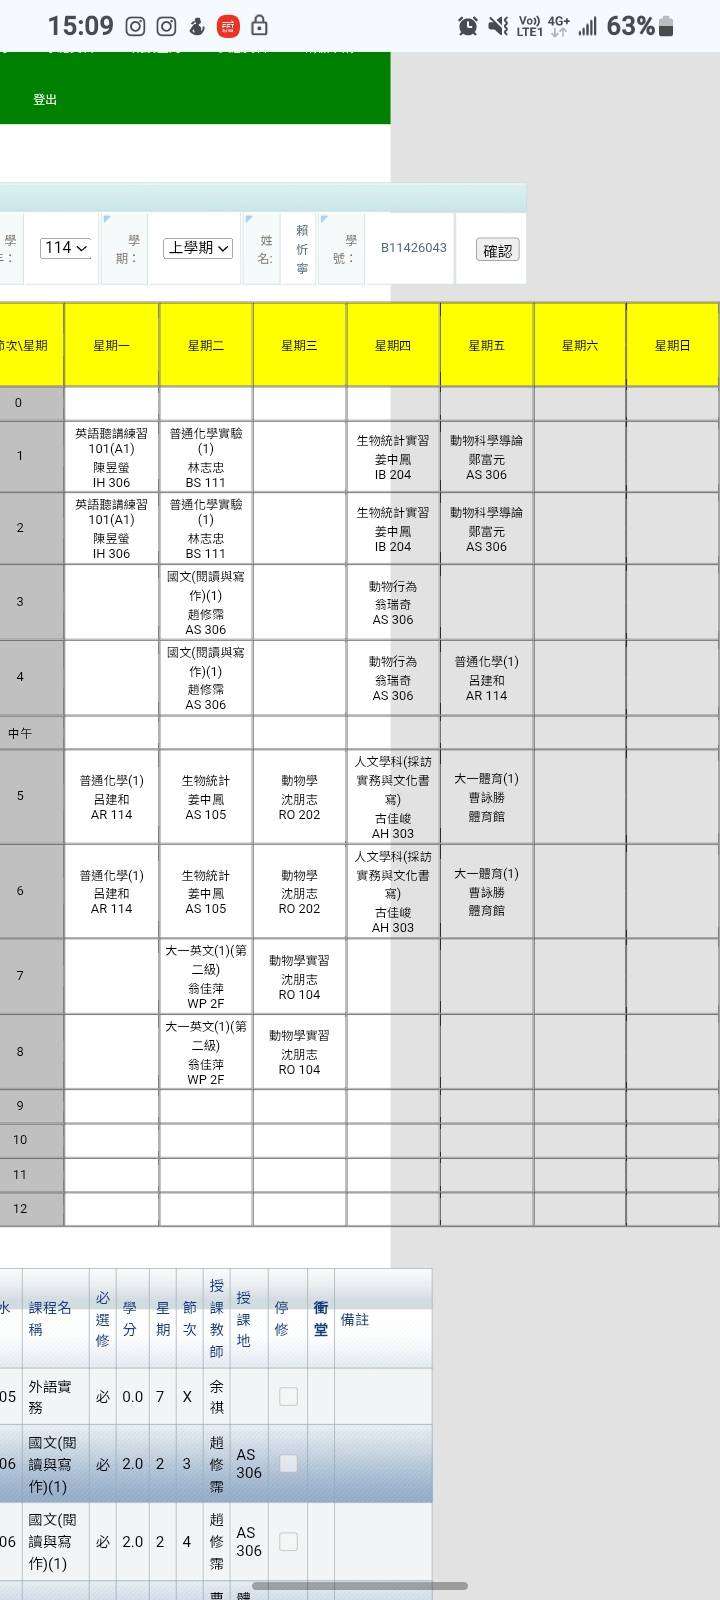 15:09
Vo)) LTE1 4G+ 63%
登出
114
學期：
上學期
姓名:
賴忻寧
學號：
B11426043
確認
節次\星期 星期一 星期二 星期三 星期四 星期五 星期六 星期日
0
1
英語聽講練習
101(A1)
陳昱螢
IH 306
普通化學實驗
(1)
林志忠
BS 111
生物統計實習
姜中鳳
IB 204
動物科學導論
鄭富元
AS 306
2
英語聽講練習
101(A1)
陳昱螢
IH 306
普通化學實驗
(1)
林志忠
BS 111
生物統計實習
姜中鳳
IB 204
動物科學導論
鄭富元
AS 306
3
國文(閱讀與寫
作)(1)
趙修霈
AS 306
動物行為
翁瑞奇
AS 306
4
國文(閱讀與寫
作)(1)
趙修霈
AS 306
動物行為
翁瑞奇
AS 306
普通化學(1)
呂建和
AR 114
中午
5
普通化學(1)
呂建和
AR 114
生物統計
姜中鳳
AS 105
動物學
沈朋志
RO 202
人文學科(採訪
實務與文化書
寫)
古佳峻
AH 303
大一體育(1)
曹詠勝
體育館
6
普通化學(1)
呂建和
AR 114
生物統計
姜中鳳
AS 105
動物學
沈朋志
RO 202
人文學科(採訪
實務與文化書
寫)
古佳峻
AH 303
大一體育(1)
曹詠勝
體育館
7
大一英文(1)(第
二級)
翁佳萍
WP 2F
動物學實習
沈朋志
RO 104
8
大一英文(1)(第
二級)
翁佳萍
WP 2F
動物學實習
沈朋志
RO 104
9
10
11
12
課程名稱 必選修 學分 星期 節次 授課教師 授課地 停修 衝堂 備註
05 外語實務 必 0.0 7 X 余祺
06 國文(閱讀與寫作)(1) 必 2.0 2 3 趙修霈 AS 306
06 國文(閱讀與寫作)(1) 必 2.0 2 4 趙修霈 AS 306